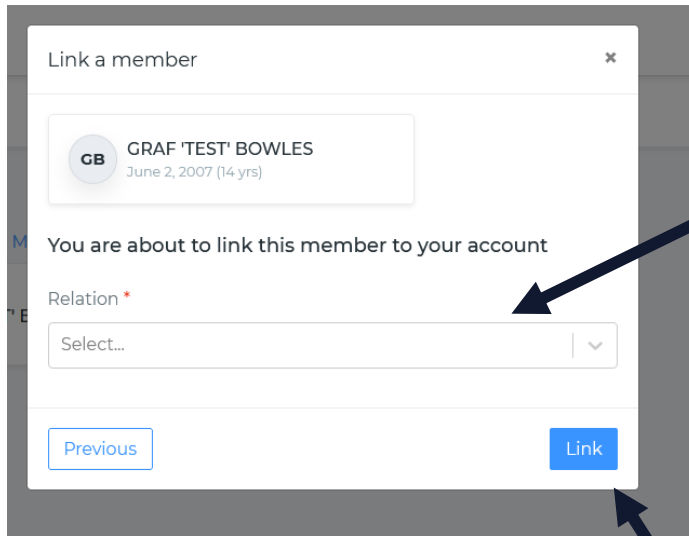 Link a member
×
GB
GRAF 'TEST' BOWLES
June 2, 2007 (14 yrs)
M
You are about to link this member to your account
Relation *
Select...
Previous
Link